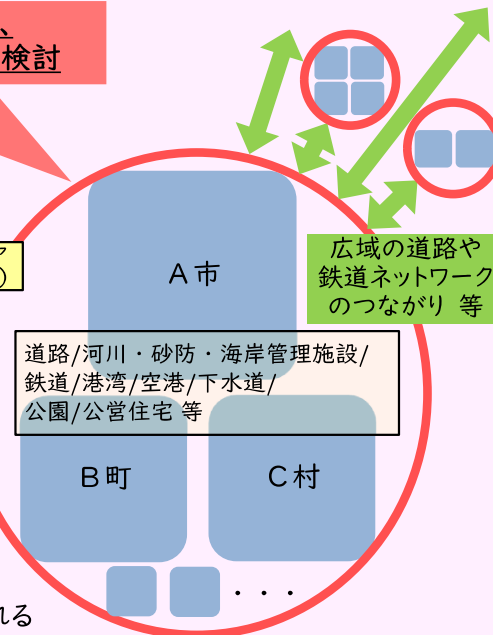 、
検討
広域の道路や
鉄道ネットワーク
のつながり 等
A市
道路/河川・砂防・海岸管理施設/
鉄道/港湾/空港/下水道/
公園/公営住宅 等
B町
C村
・・・
れる